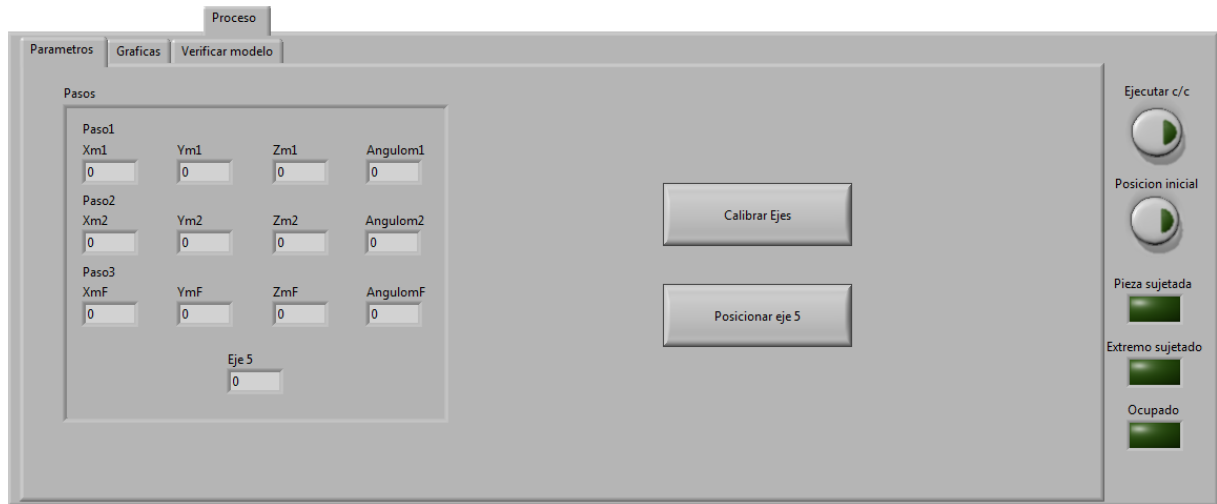 Proceso
Parametros Graficas Verificar modelo
Pasos
Paso1
Xm1 Ym1 Zm1 Angulom1
0 0 0 0
Paso2
Xm2 Ym2 Zm2 Angulom2
0 0 0 0
Paso3
XmF YmF ZmF AngulomF
0 0 0 0
Eje 5
0
Calibrar Ejes
Posicionar eje 5
Ejecutar c/c
Posicion inicial
Pieza sujetada
Extremo sujetado
Ocupado